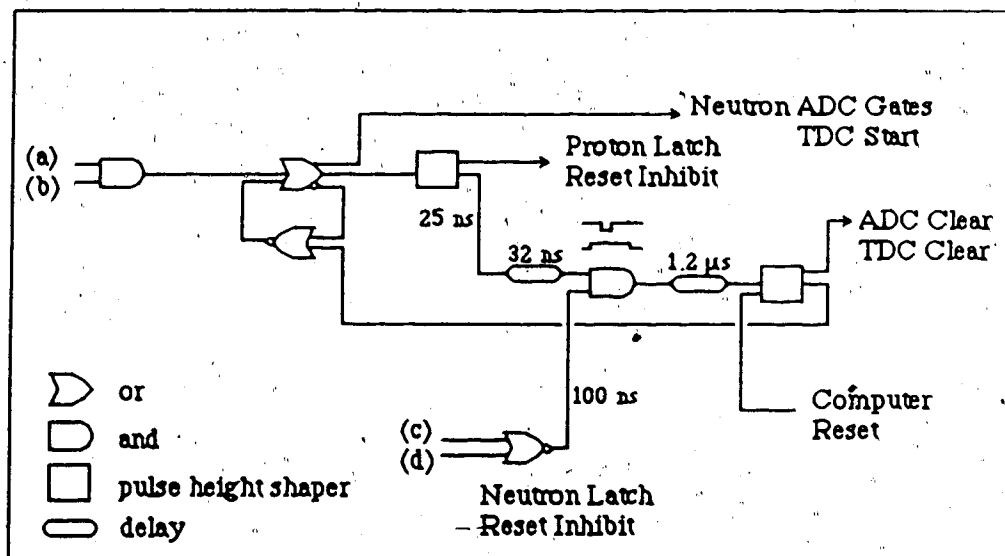 Neutron ADC Gates
TDC Start
(a)
(b)
Proton Latch
Reset Inhibit
25 ns
ADC Clear
TDC Clear
32 ns
1.2 μs
or
100 ns
Computer
Reset
and
(c)
(d)
pulse height shaper
Neutron Latch
Reset Inhibit
delay